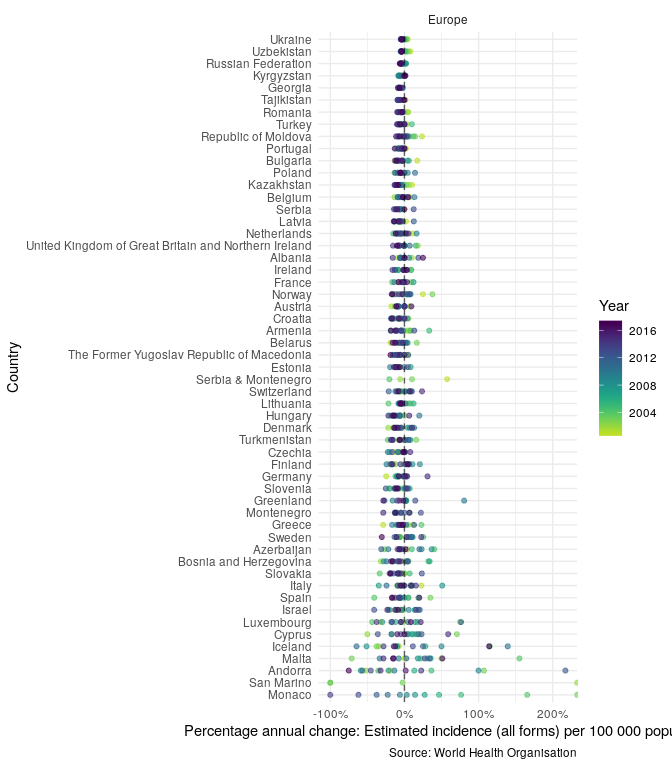 Europe
Ukraine
Uzbekistan
Russian Federation
Kyrgyzstan
Georgia
Tajikistan
Romania
Turkey
Republic of Moldova
Portugal
Bulgaria
Poland
Kazakhstan
Belgium
Serbia
Latvia
Netherlands
United Kingdom of Great Britain and Northern Ireland
Albania
Ireland
France
Norway
Austria
Croatia
Armenia
Belarus
The Former Yugoslav Republic of Macedonia
Estonia
Serbia & Montenegro
Switzerland
Lithuania
Hungary
Denmark
Turkmenistan
Czechia
Finland
Germany
Slovenia
Greenland
Montenegro
Greece
Sweden
Azerbaijan
Bosnia and Herzegovina
Slovakia
Italy
Spain
Israel
Luxembourg
Cyprus
Iceland
Malta
Andorra
San Marino
Monaco
Country
-100% 0% 100% 200%
Percentage annual change: Estimated incidence (all forms) per 100 000 popu
Source: World Health Organisation
Year
2016
2012
2008
2004